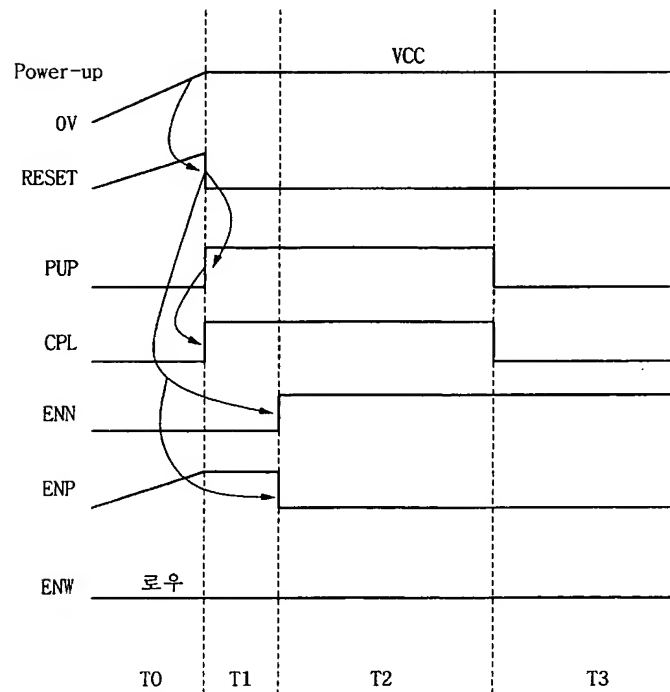 VCC
Power-up
0V
RESET
PUP
CPL
ENN
ENP
ENW
로우
T0 T1 T2 T3